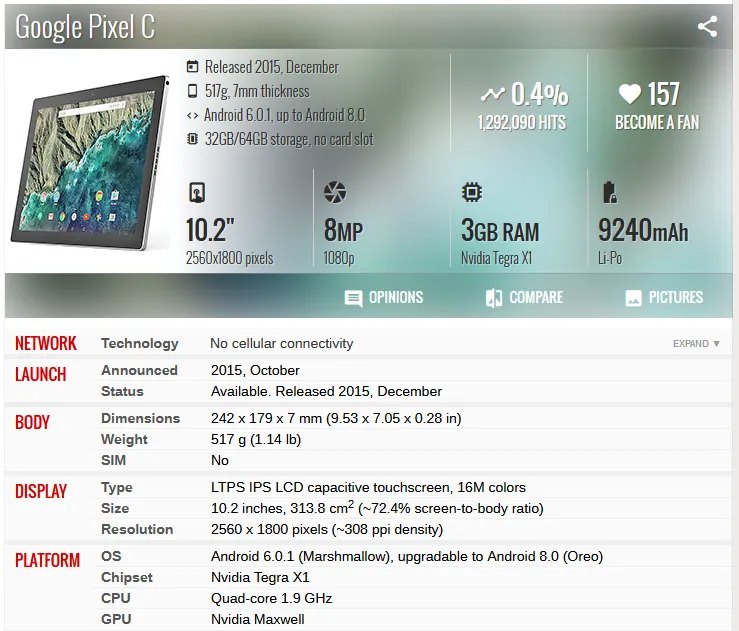 Google Pixel C
Released 2015, December
517g, 7mm thickness
Android 6.0.1, up to Android 8.0
32GB/64GB storage, no card slot
0.4%
1,292,090 HITS
157
BECOME A FAN
10.2"
2560x1800 pixels
8MP
1080p
3GB RAM
Nvidia Tegra X1
9240mAh
Li-Po
OPINIONS
COMPARE
PICTURES
NETWORK Technology No cellular connectivity EXPAND ▼
LAUNCH Announced 2015, October
Status Available. Released 2015, December
BODY Dimensions 242 x 179 x 7 mm (9.53 x 7.05 x 0.28 in)
Weight 517 g (1.14 lb)
SIM No
DISPLAY Type LTPS IPS LCD capacitive touchscreen, 16M colors
Size 10.2 inches, 313.8 cm2 (~72.4% screen-to-body ratio)
Resolution 2560 x 1800 pixels (~308 ppi density)
PLATFORM OS Android 6.0.1 (Marshmallow), upgradable to Android 8.0 (Oreo)
Chipset Nvidia Tegra X1
CPU Quad-core 1.9 GHz
GPU Nvidia Maxwell